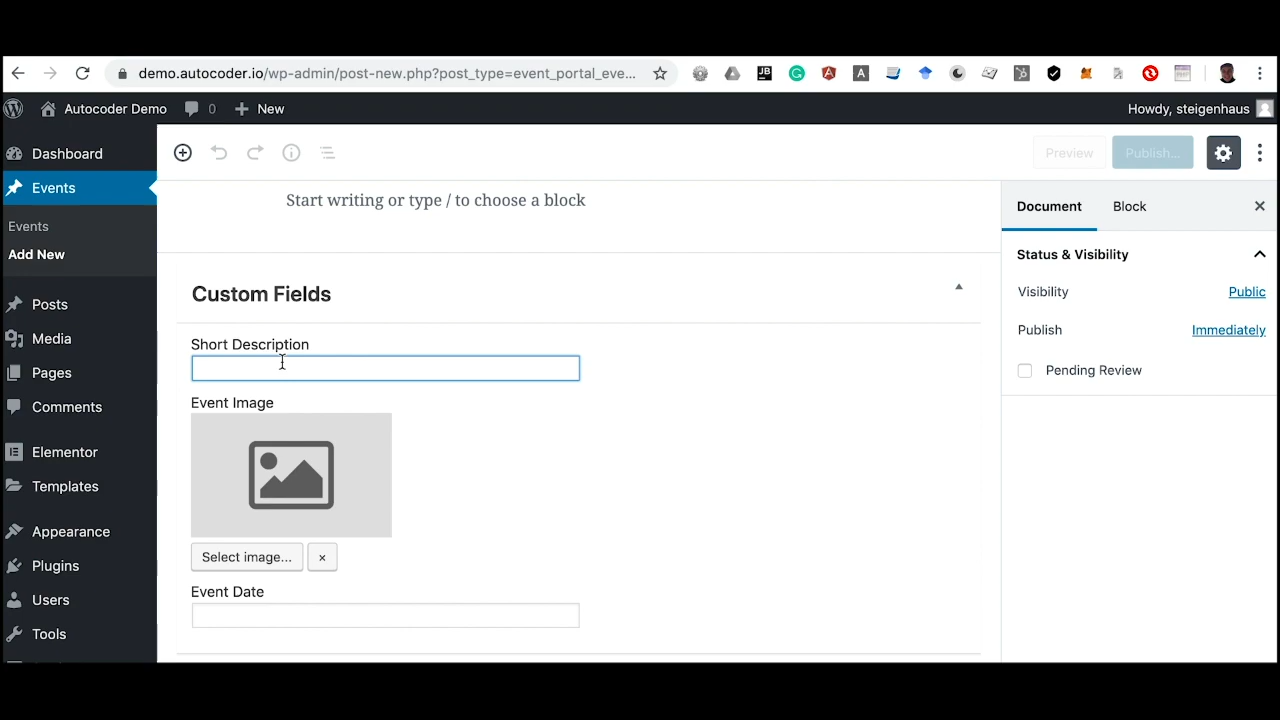 demo.autocoder.io/wp-admin/post-new.php?post_type=event_portal_eve...
JB
A
Autocoder Demo
0
New
Howdy, steigenhaus
Dashboard
Events
Events
Add New
Posts
Media
Pages
Comments
Elementor
Templates
Appearance
Plugins
Users
Tools
Preview
Publish...
Start writing or type / to choose a block
Custom Fields
Short Description
Event Image
Select image...
×
Event Date
Document
Block
Status & Visibility
Visibility
Public
Publish
Immediately
Pending Review